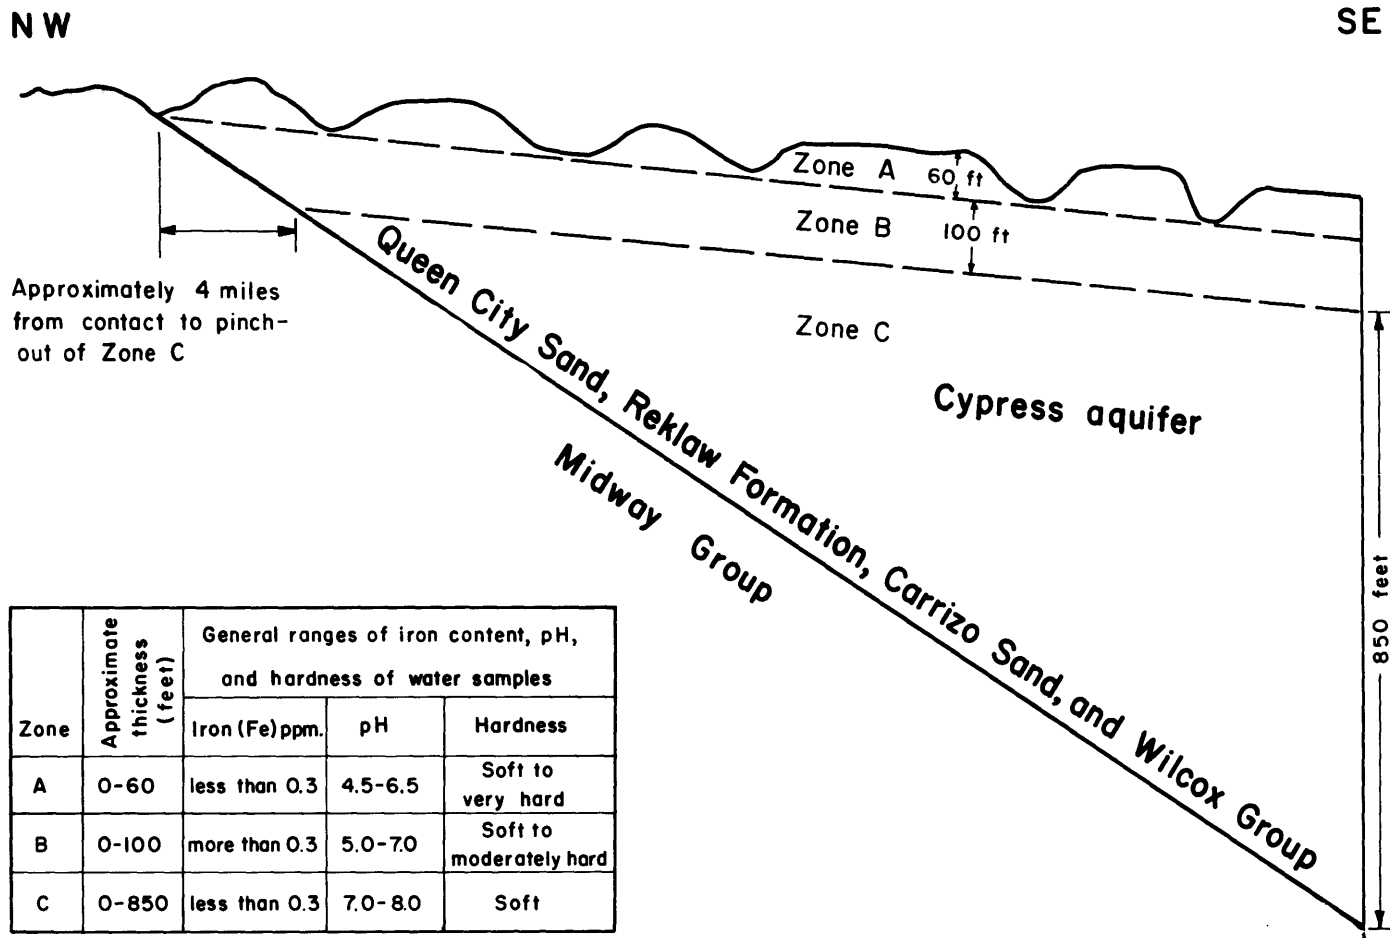 NW
SE
Zone A
60 ft
Zone B
100 ft
Approximately 4 miles
from contact to pinch-
out of Zone C
Zone C
Cypress aquifer
Queen City Sand, Reklaw Formation, Carrizo Sand, and Wilcox Group
Midway Group
850 feet
Zone
Approximate
thickness
(feet)
General ranges of iron content, pH,
and hardness of water samples
Iron (Fe) ppm.
pH
Hardness
A
0-60
less than 0.3
4.5-6.5
Soft to
very hard
B
0-100
more than 0.3
5.0-7.0
Soft to
moderately hard
C
0-850
less than 0.3
7.0-8.0
Soft